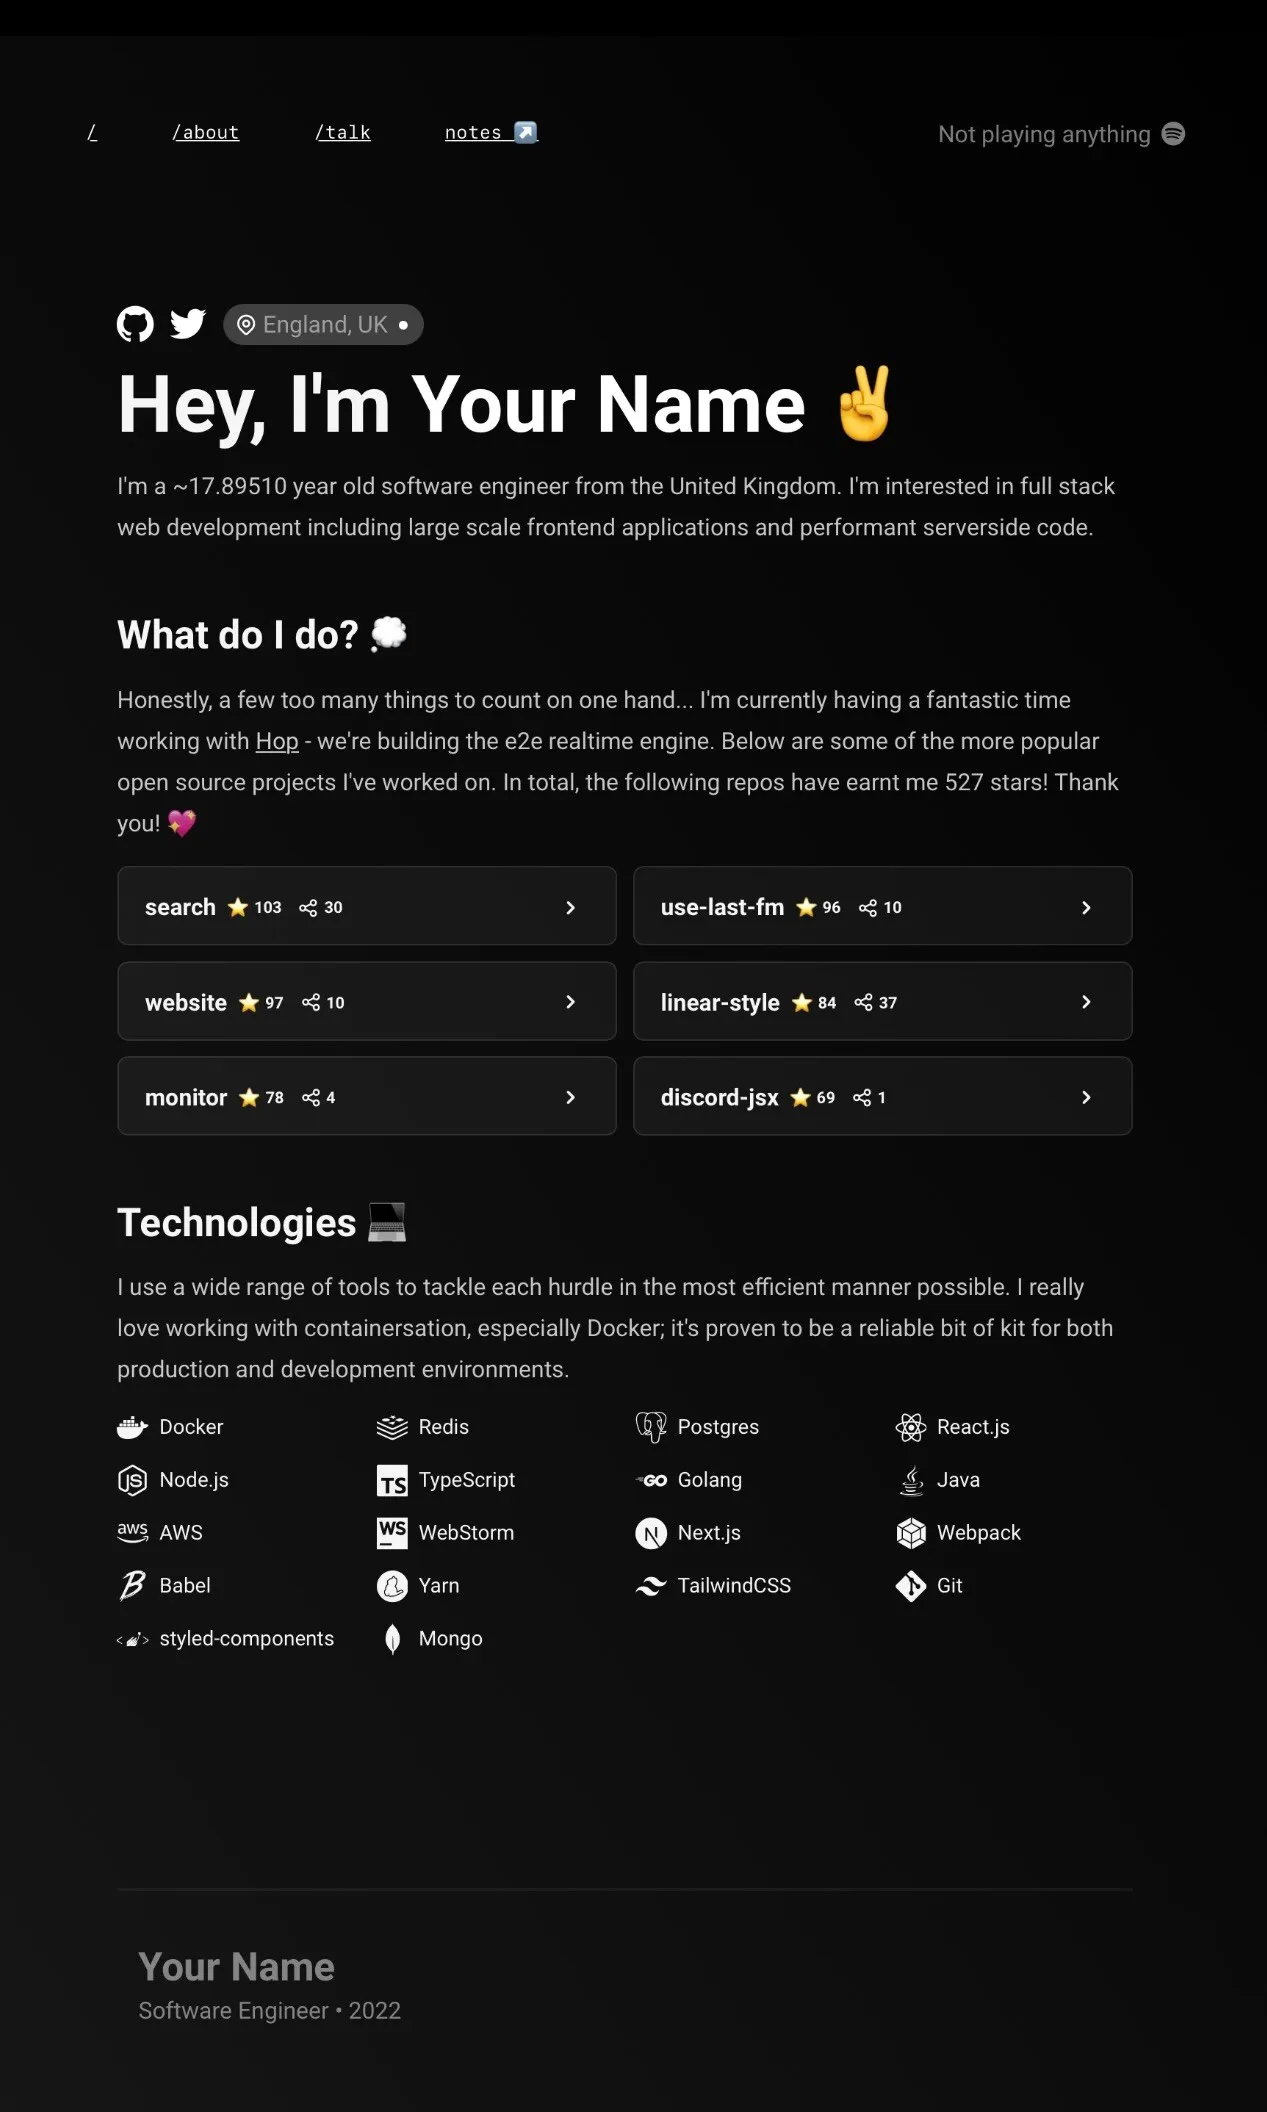 / /about /talk notes ↗️ Not playing anything
England, UK
Hey, I'm Your Name ✌️
I'm a ~17.89510 year old software engineer from the United Kingdom. I'm interested in full stack
web development including large scale frontend applications and performant serverside code.
What do I do? 💭
Honestly, a few too many things to count on one hand... I'm currently having a fantastic time
working with Hop - we're building the e2e realtime engine. Below are some of the more popular
open source projects I've worked on. In total, the following repos have earnt me 527 stars! Thank
you! 💖
search ⭐ 103 30
use-last-fm ⭐ 96 10
website ⭐ 97 10
linear-style ⭐ 84 37
monitor ⭐ 78 4
discord-jsx ⭐ 69 1
Technologies 💻
I use a wide range of tools to tackle each hurdle in the most efficient manner possible. I really
love working with containersation, especially Docker; it's proven to be a reliable bit of kit for both
production and development environments.
Docker Redis Postgres React.js
JS Node.js TS TypeScript GO Golang Java
aws AWS WS WebStorm N Next.js Webpack
B Babel Yarn TailwindCSS Git
styled-components Mongo
Your Name
Software Engineer • 2022